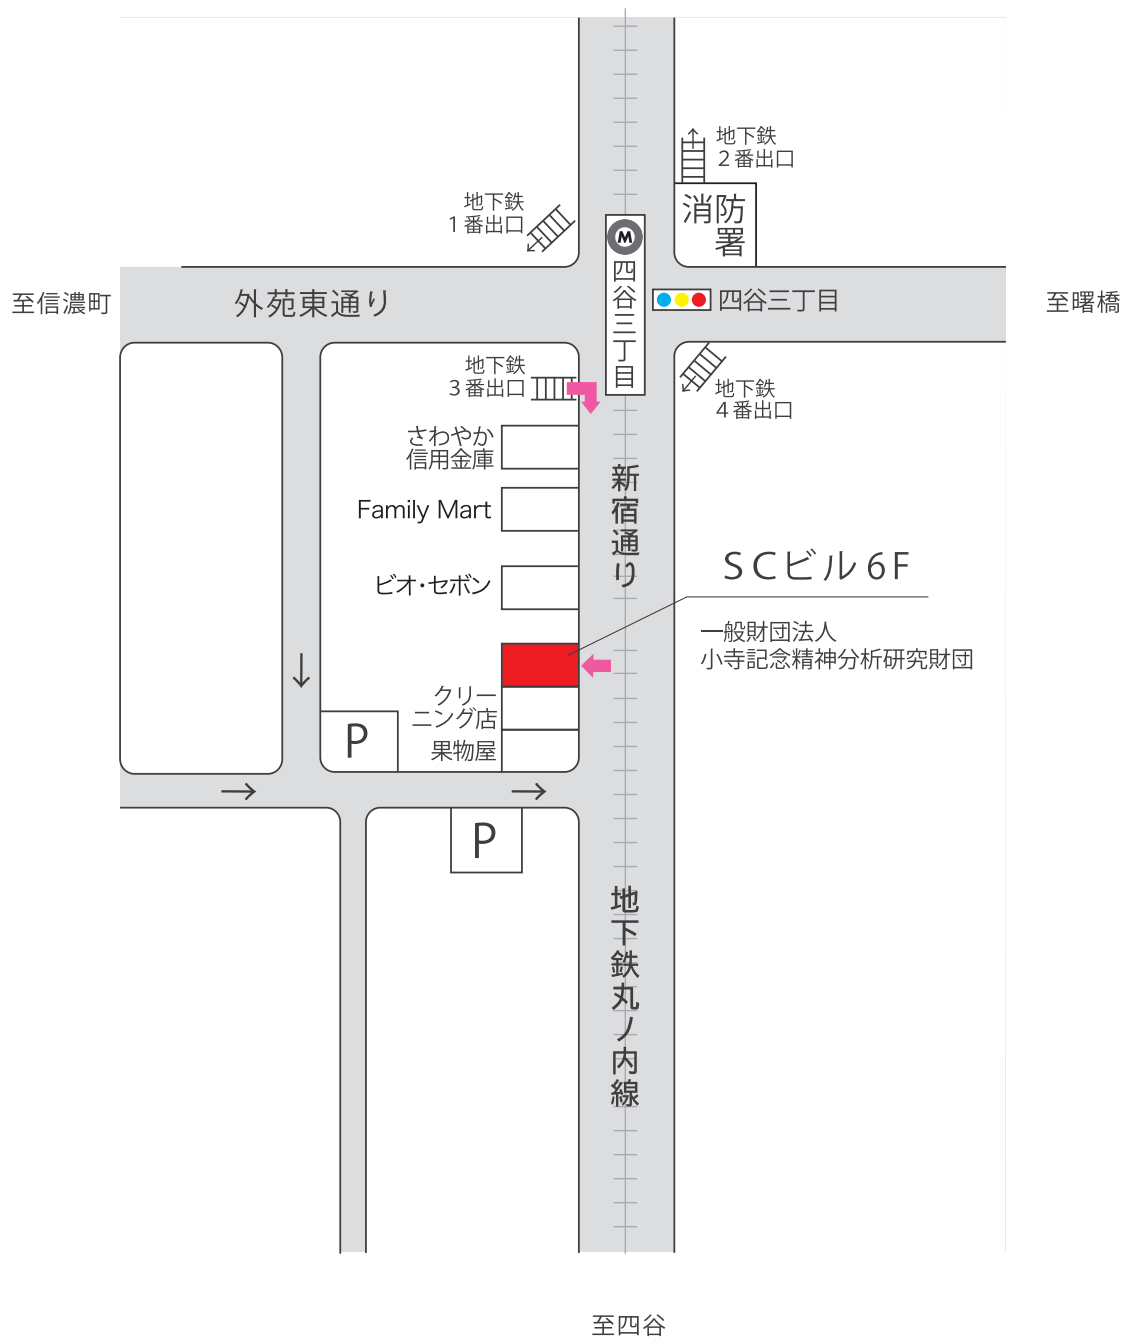 地下鉄
2番出口
消防
署
地下鉄
1番出口
M
四谷三丁目
至信濃町
外苑東通り
四谷三丁目
至曙橋
地下鉄
3番出口
地下鉄
4番出口
さわやか
信用金庫
Family Mart
新宿通り
ビオ・セボン
SCビル6F
一般財団法人
小寺記念精神分析研究財団
クリー
ニング店
果物屋
P
P
地下鉄丸ノ内線
至四谷